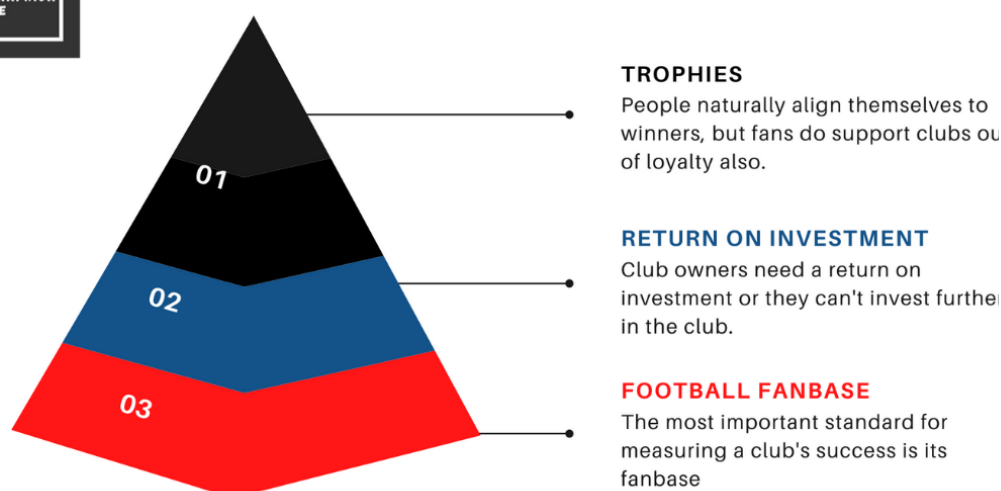 E
TROPHIES
People naturally align themselves to
winners, but fans do support clubs
of loyalty also.
01
RETURN ON INVESTMENT
Club owners need a return on
investment or they can't invest further
in the club.
02
FOOTBALL FANBASE
The most important standard for
measuring a club's success is its
fanbase
03